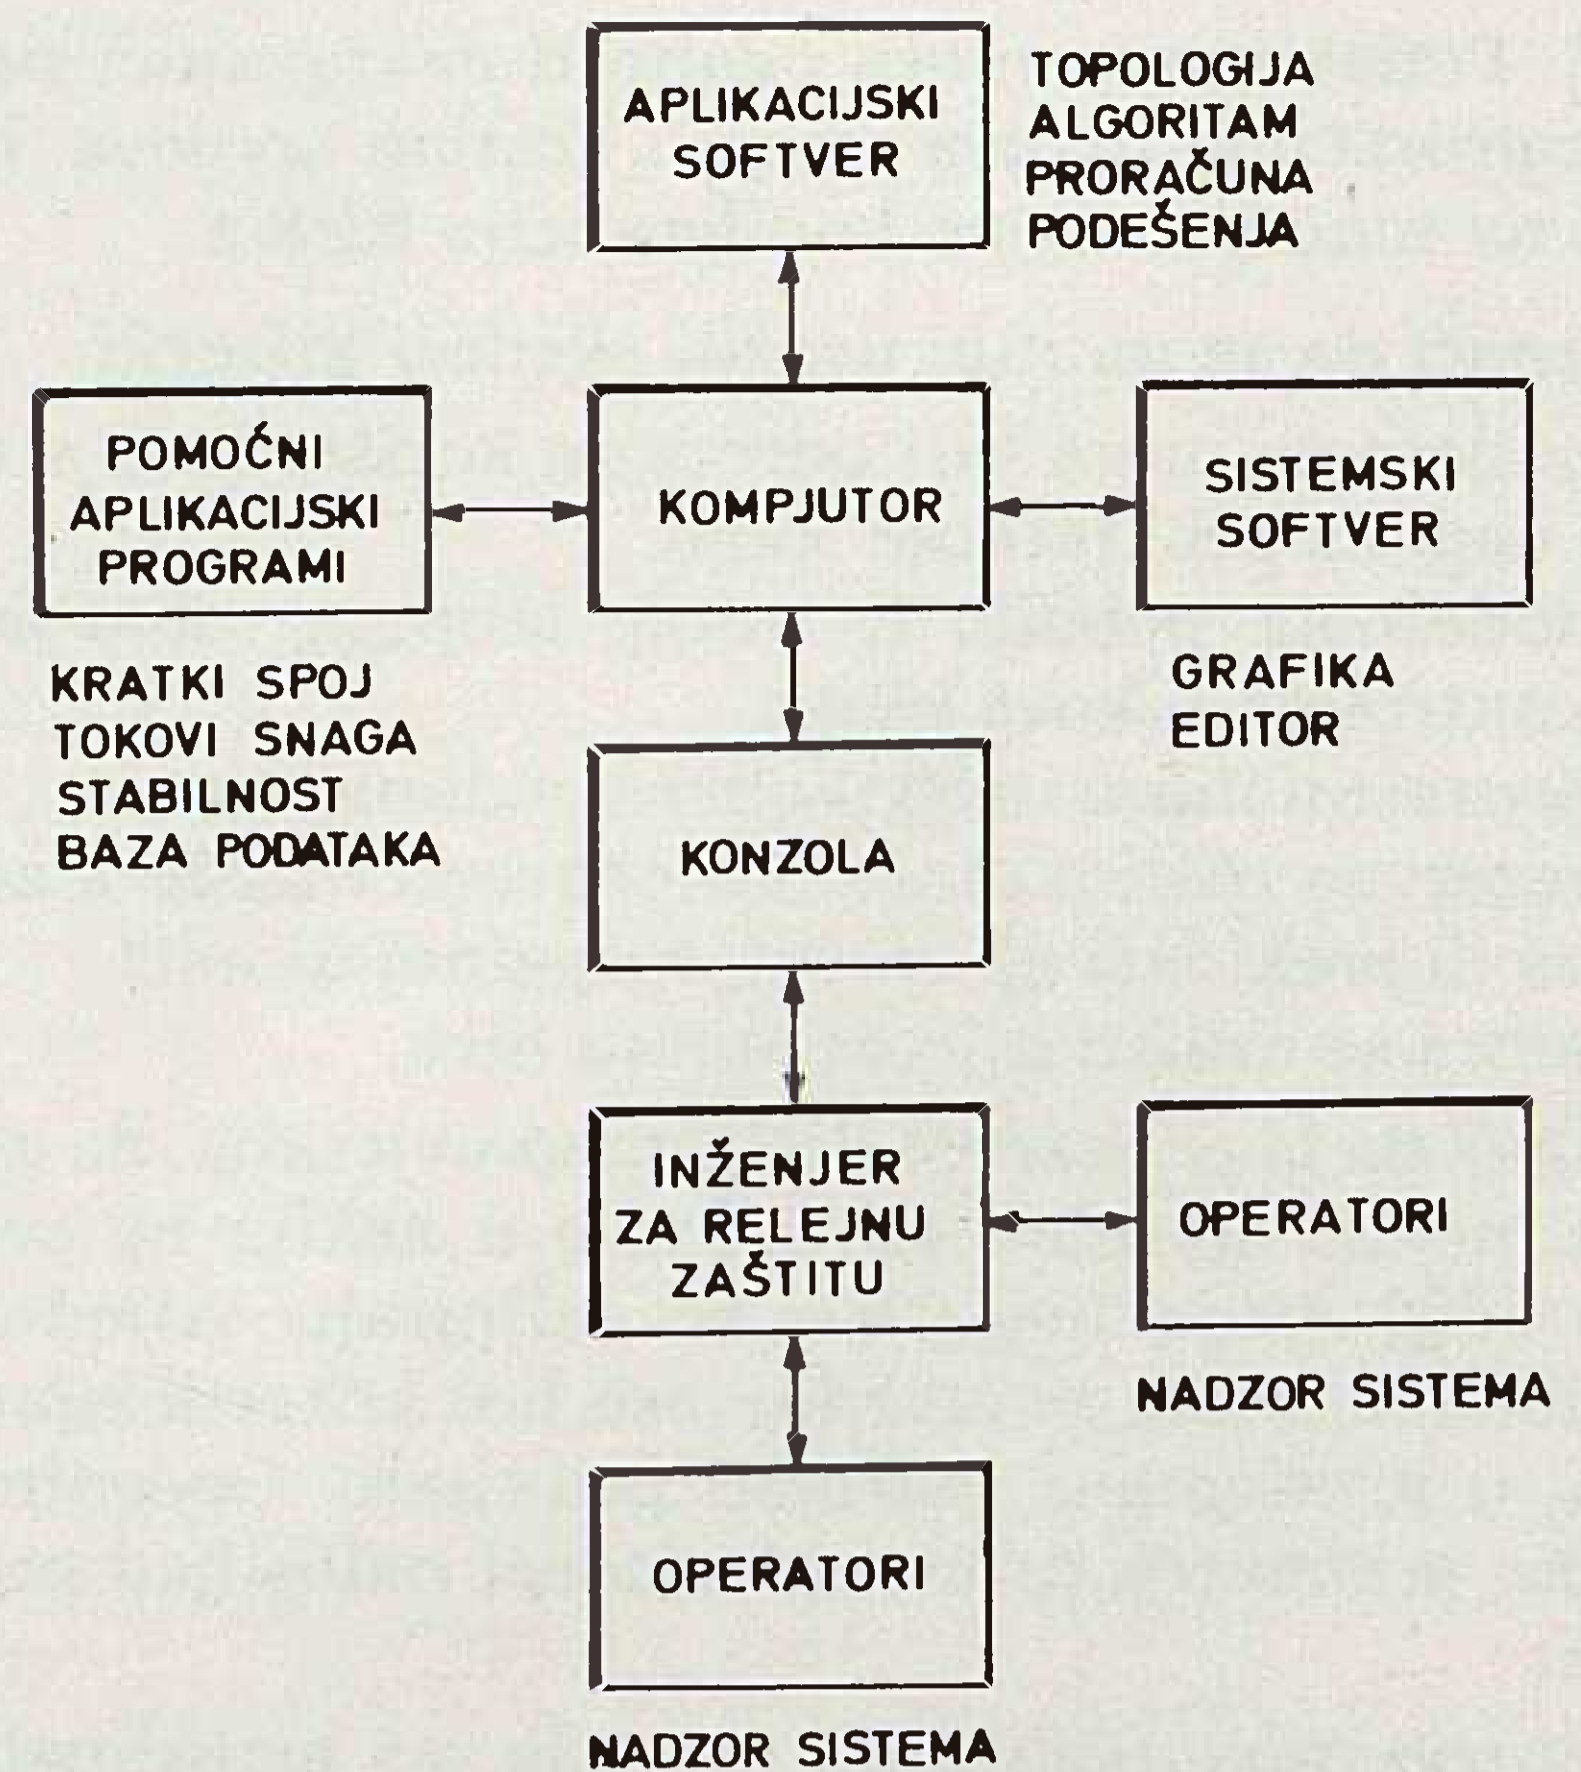 APLIKACIJSKI
SOFTVER
TOPOLOGIJA
ALGORITAM
PRORAČUNA
PODEŠENJA
POMOĆNI
APLIKACIJSKI
PROGRAMI
KOMPJUTOR
SISTEMSKI
SOFTVER
KRATKI SPOJ
TOKOVI SNAGA
STABILNOST
BAZA PODATAKA
GRAFIKA
EDITOR
KONZOLA
INŽENJER
ZA RELEJNU
ZAŠTITU
OPERATORI
NADZOR SISTEMA
OPERATORI
NADZOR SISTEMA